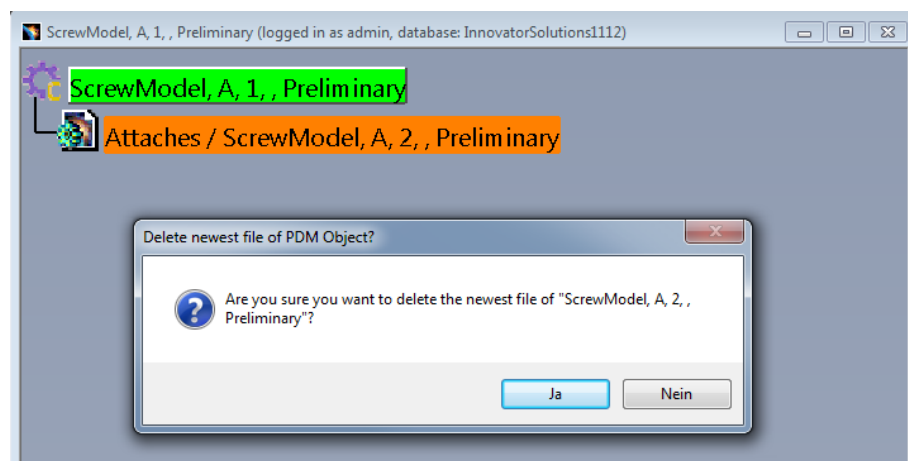 ScrewModel, A, 1, , Preliminary (logged in as admin, database: InnovatorSolutions1112)
ScrewModel, A, 1, , Preliminary
Attaches / ScrewModel, A, 2, , Preliminary
Delete newest file of PDM Object?
Are you sure you want to delete the newest file of "ScrewModel, A, 2, ,
Preliminary"?
Ja
Nein